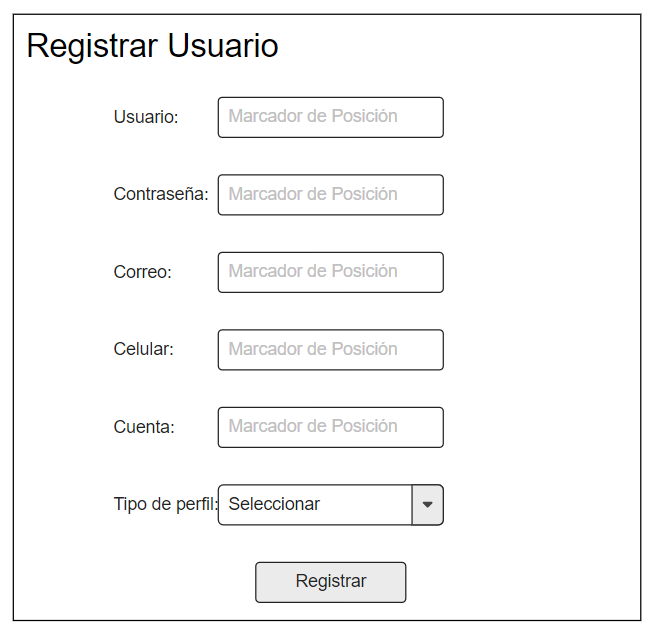 Registrar Usuario
Usuario: Marcador de Posición
Contraseña: Marcador de Posición
Correo: Marcador de Posición
Celular: Marcador de Posición
Cuenta: Marcador de Posición
Tipo de perfil: Seleccionar
Registrar